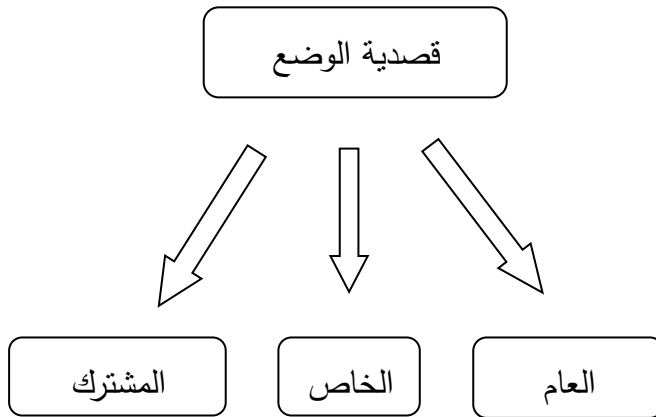 قصدية الوضع
العام
الخاص
المشترك